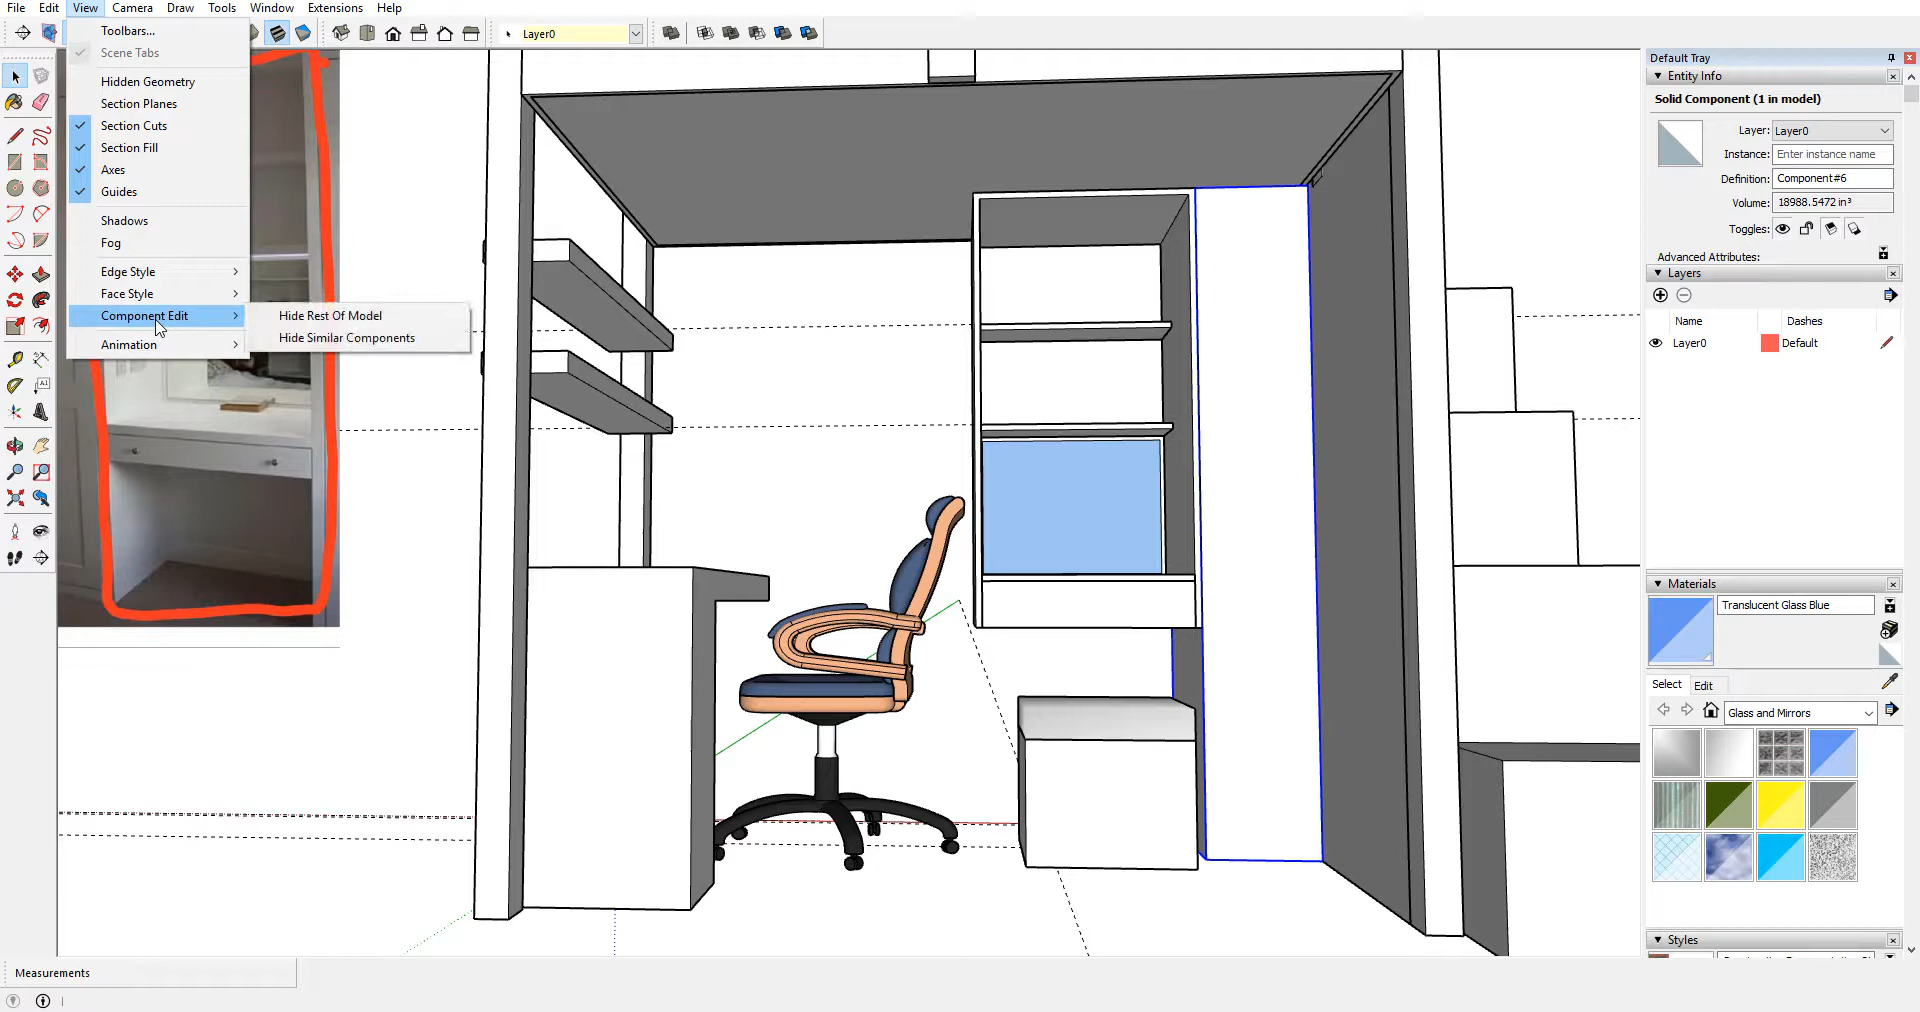 File Edit View Camera Draw Tools Window Extensions Help
Layer0
Toolbars...
Scene Tabs
Hidden Geometry
Section Planes
Section Cuts
Section Fill
Axes
Guides
Shadows
Fog
Edge Style
Face Style
Component Edit
Animation
Hide Rest Of Model
Hide Similar Components
A1
Default Tray
Entity Info
Solid Component (1 in model)
Layer: Layer0
Instance: Enter instance name
Definition: Component#6
Volume: 18988.5472 in³
Toggles:
Advanced Attributes:
Layers
Name Dashes
Layer0 Default
Materials
Translucent Glass Blue
Select Edit
Glass and Mirrors
Styles
Measurements